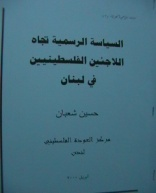 السياسة الرسمية تجاه
اللاجئين الفلسطينيين
في لبنان
حسين شعبان
مركز العودة الفلسطيني
لندن